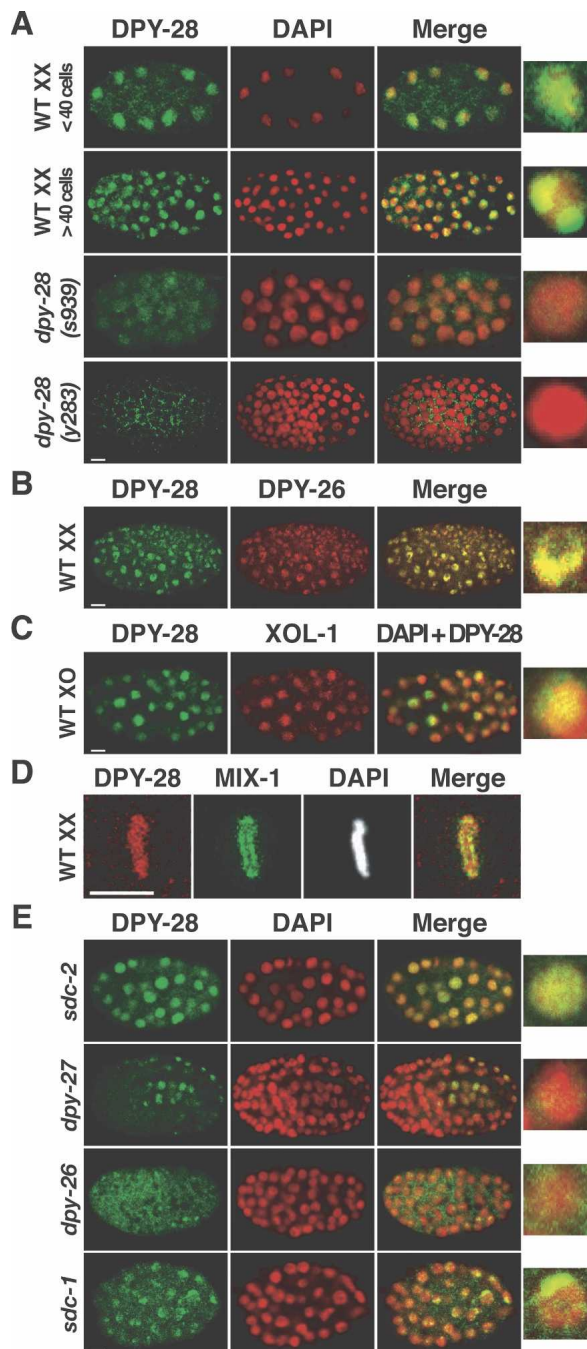 A
DPY-28 DAPI Merge
WT XX
< 40 cells
WT XX
> 40 cells
dpy-28
(s939)
dpy-28
(y283)
B
DPY-28 DPY-26 Merge
WT XX
C
DPY-28 XOL-1 DAPI + DPY-28
WT XO
D
DPY-28 MIX-1 DAPI Merge
WT XX
E
DPY-28 DAPI Merge
sdc-2
dpy-27
dpy-26
sdc-1